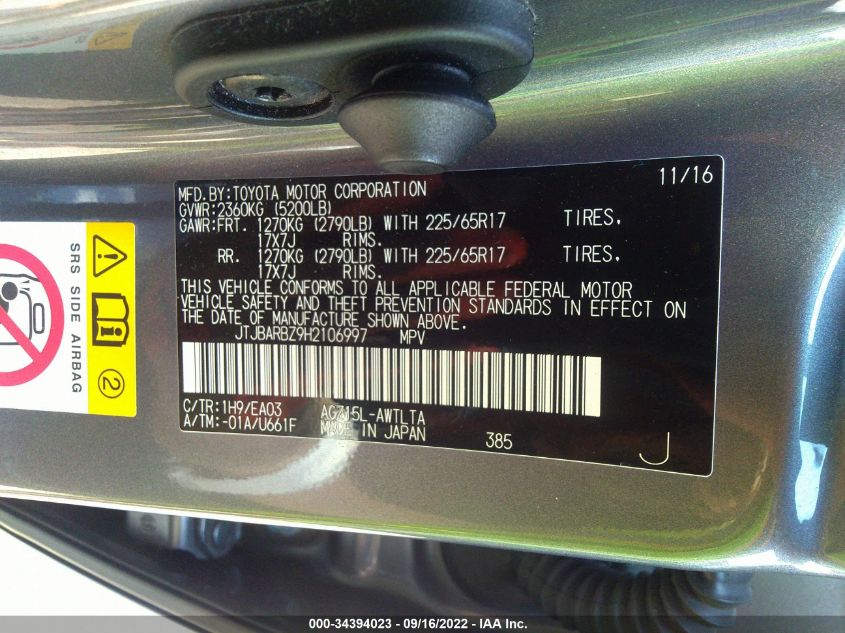 MFD.BY:TOYOTA MOTOR CORPORATION 11/16
GVWR:2360KG (5200LB)
GAWR:FRT. 1270KG (2790LB) WITH 225/65R17 TIRES,
17X7J RIMS.
RR. 1270KG (2790LB) WITH 225/65R17 TIRES,
17X7J RIMS.
THIS VEHICLE CONFORMS TO ALL APPLICABLE FEDERAL MOTOR
VEHICLE SAFETY AND THEFT PREVENTION STANDARDS IN EFFECT ON
THE DATE OF MANUFACTURE SHOWN ABOVE.
JTJBARBZ9H2106997 MPV
C/TR:1H9/EA03 AGZ15L-AWTLTA
A/TM:-01A/U661F MADE IN JAPAN 385 J
SRS SIDE AIRBAG
2
000-34394023 - 09/16/2022 - IAA Inc.